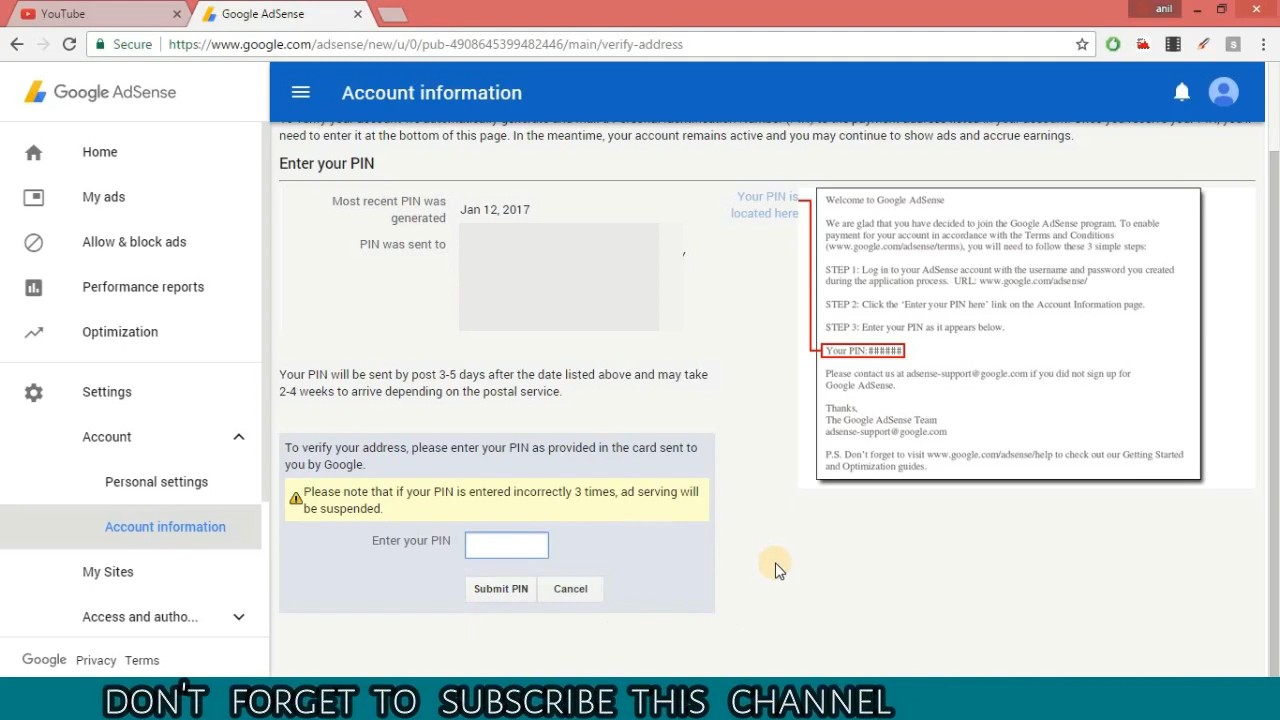 YouTube
Google AdSense
anil
Secure
https://www.google.com/adsense/new/u/0/pub-4908645399482446/main/verify-address
S
Google AdSense
Account information
need to enter it at the bottom of this page. In the meantime, your account remains active and you may continue to show ads and accrue earnings.
Home
My ads
Allow & block ads
Performance reports
Optimization
Settings
Account
Personal settings
Account information
My Sites
Access and autho...
Google Privacy Terms
Enter your PIN
Most recent PIN was
generated
Jan 12, 2017
PIN was sent to
Your PIN is
located here
Welcome to Google AdSense
We are glad that you have decided to join the Google AdSense program. To enable
payment for your account in accordance with the Terms and Conditions
(www.google.com/adsense/terms), you will need to follow these 3 simple steps:
STEP 1: Log in to your AdSense account with the username and password you created
during the application process. URL: www.google.com/adsense/
STEP 2: Click the 'Enter your PIN here' link on the Account Information page.
STEP 3: Enter your PIN as it appears below.
Your PIN: ######
Please contact us at adsense-support@google.com if you did not sign up for
Google AdSense.
Thanks,
The Google AdSense Team
adsense-support@google.com
P.S. Don't forget to visit www.google.com/adsense/help to check out our Getting Started
and Optimization guides.
Your PIN will be sent by post 3-5 days after the date listed above and may take
2-4 weeks to arrive depending on the postal service.
To verify your address, please enter your PIN as provided in the card sent to
you by Google.
Please note that if your PIN is entered incorrectly 3 times, ad serving will
be suspended.
Enter your PIN
Submit PIN
Cancel
DON'T FORGET TO SUBSCRIBE THIS CHANNEL